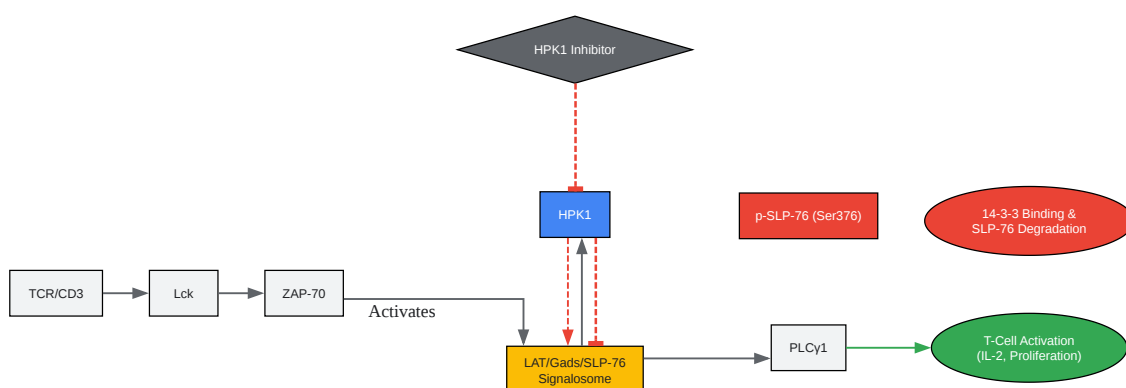 HPK1 Inhibitor
HPK1
p-SLP-76 (Ser376)
14-3-3 Binding &
SLP-76 Degradation
TCR/CD3
Lck
ZAP-70
Activates
LAT/Gads/SLP-76
Signalosome
PLCγ1
T-Cell Activation
(IL-2, Proliferation)